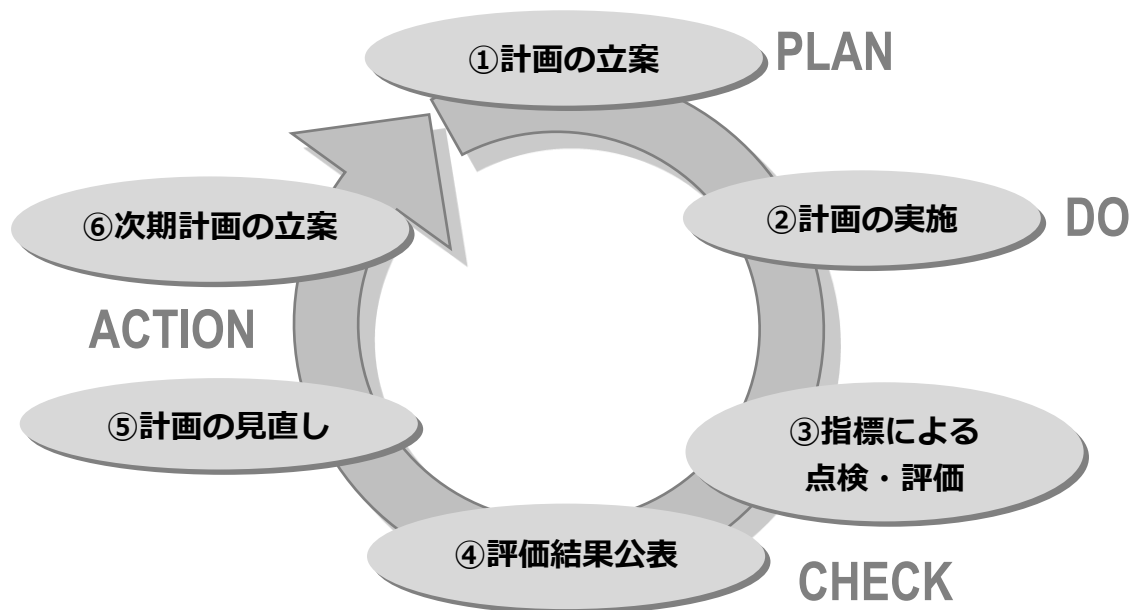 ①計画の立案
PLAN
②計画の実施
DO
③指標による
点検・評価
CHECK
④評価結果公表
⑤計画の見直し
ACTION
⑥次期計画の立案